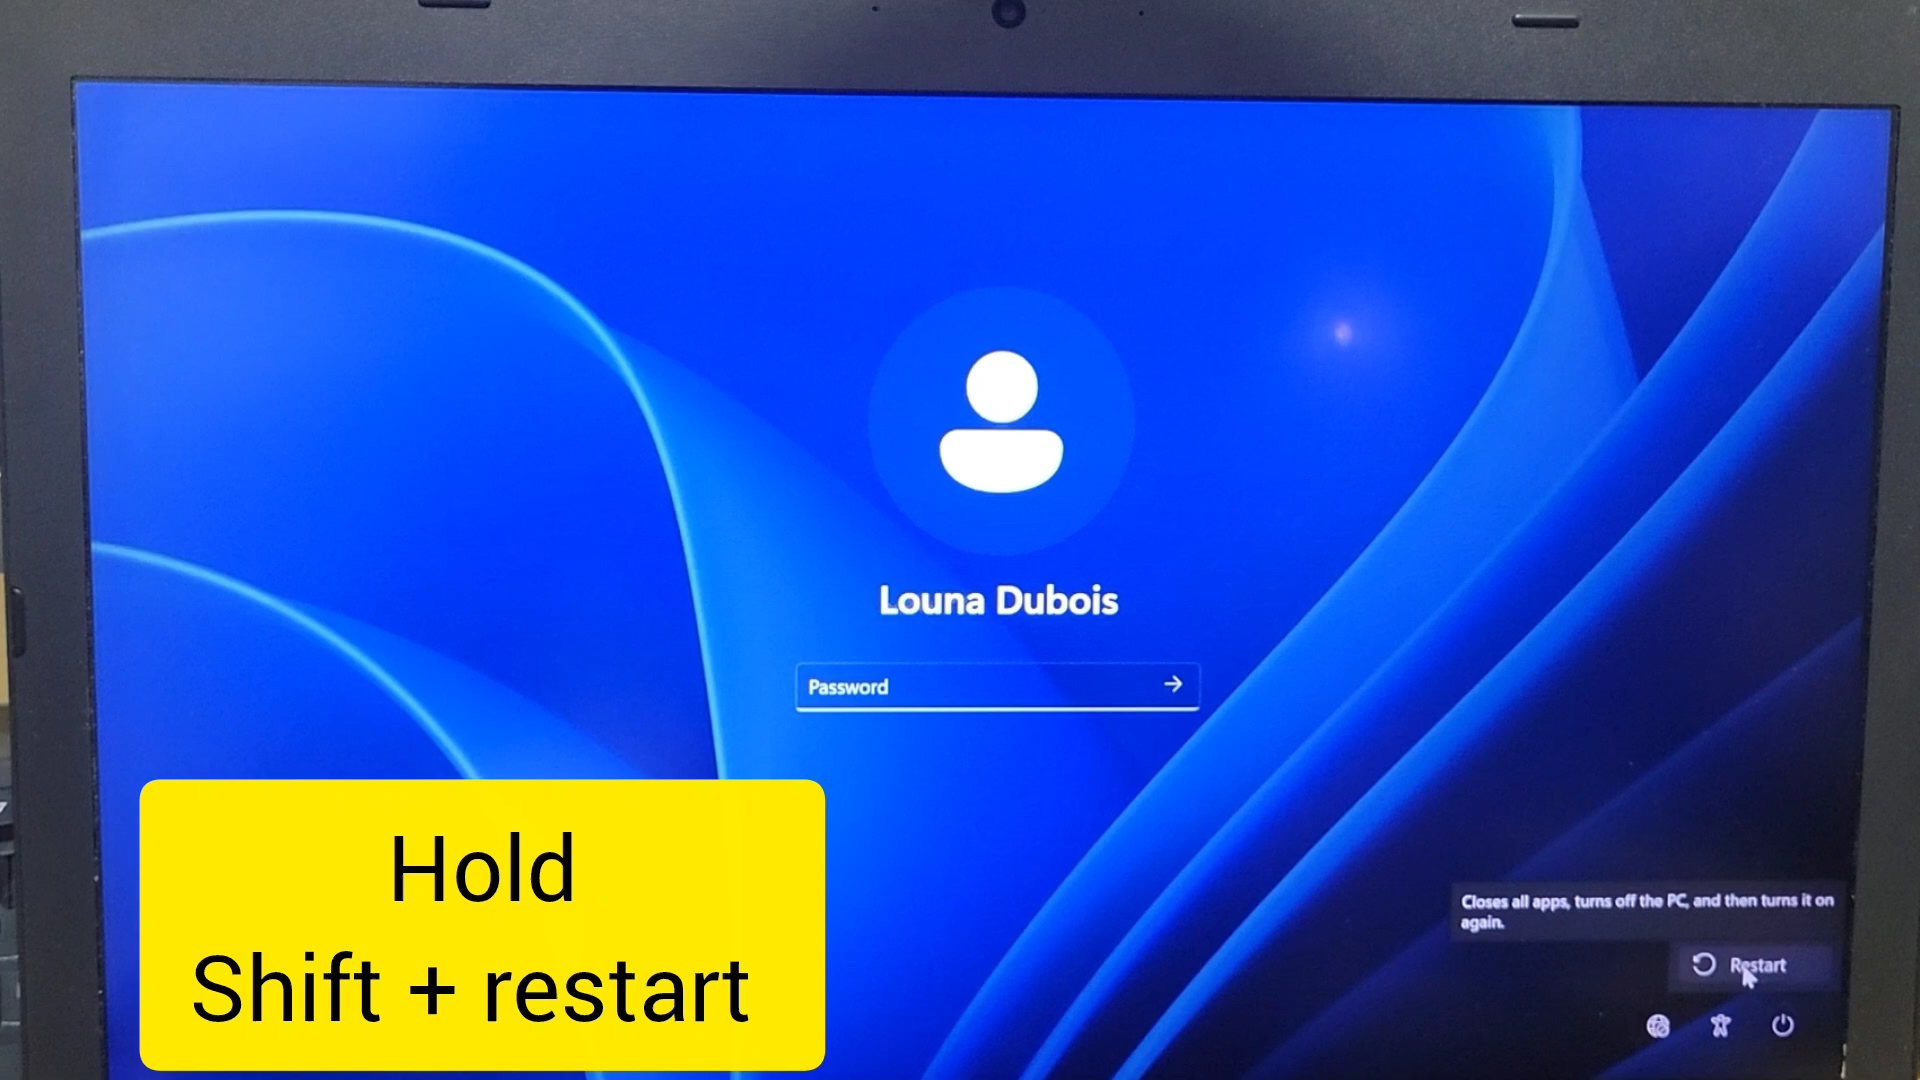 Louna Dubois
Password
Hold
Shift + restart
Closes all apps, turns off the PC, and then turns it on
again.
Restart